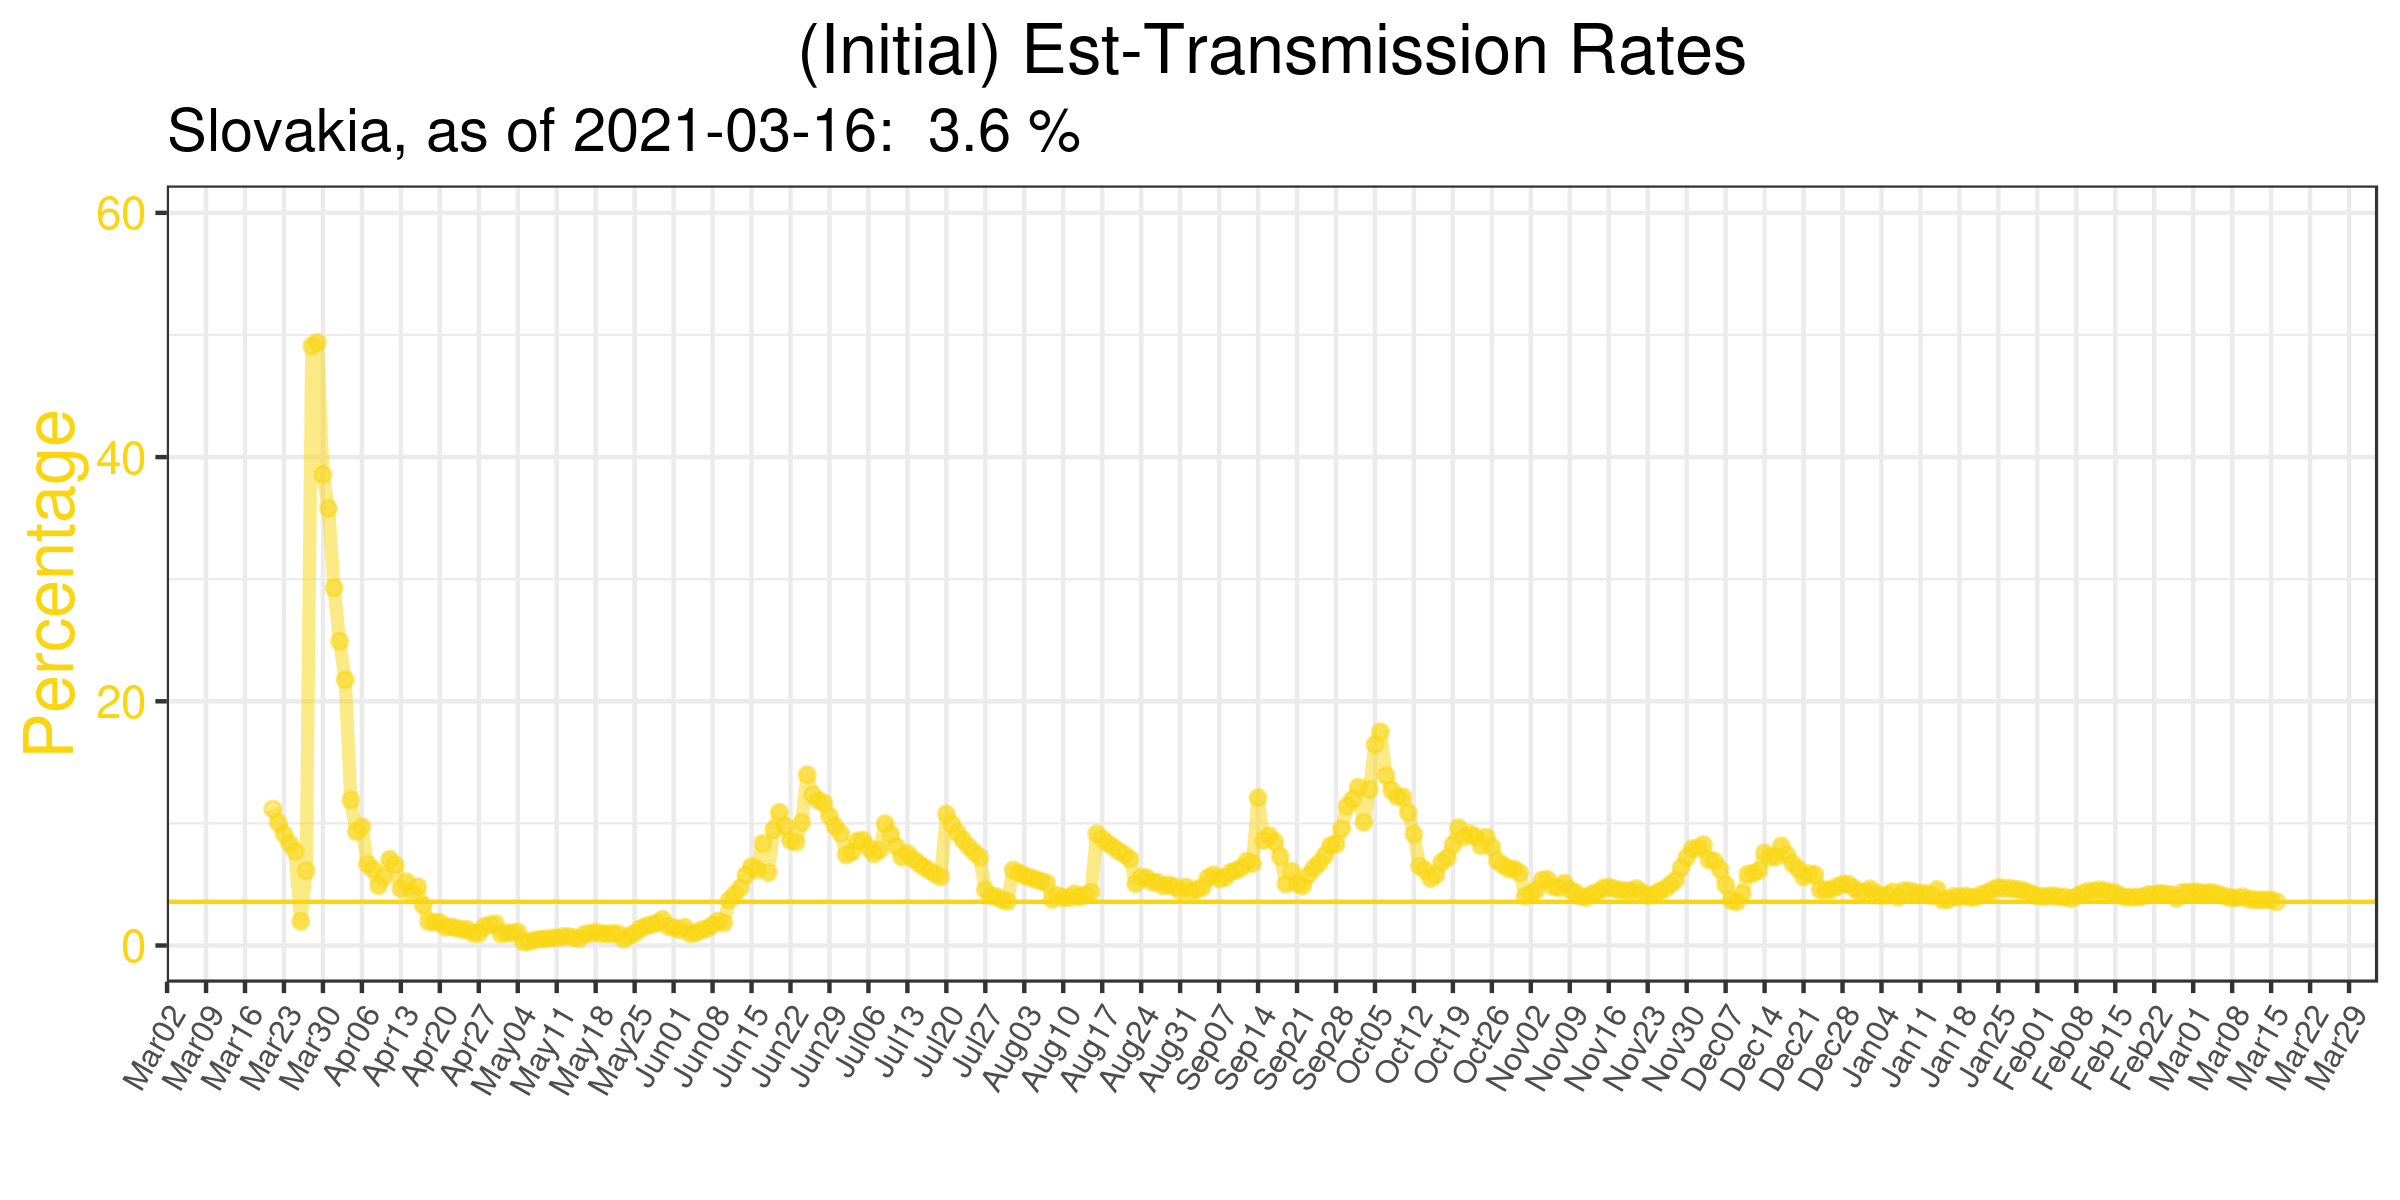 (Initial) Est-Transmission Rates
Slovakia, as of 2021-03-16:  3.6 %
Percentage
60
40
20
0
Mar02
Mar09
Mar16
Mar23
Mar30
Apr06
Apr13
Apr20
Apr27
May04
May11
May18
May25
Jun01
Jun08
Jun15
Jun22
Jun29
Jul06
Jul13
Jul20
Jul27
Aug03
Aug10
Aug17
Aug24
Aug31
Sep07
Sep14
Sep21
Sep28
Oct05
Oct12
Oct19
Oct26
Nov02
Nov09
Nov16
Nov23
Nov30
Dec07
Dec14
Dec21
Dec28
Jan04
Jan11
Jan18
Jan25
Feb01
Feb08
Feb15
Feb22
Mar01
Mar08
Mar15
Mar22
Mar29